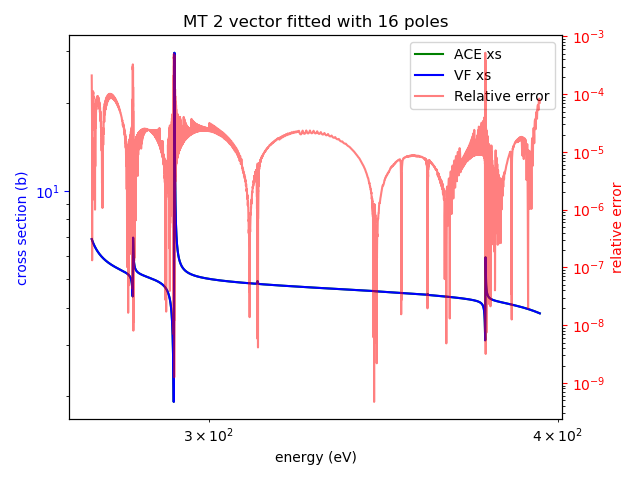 MT 2 vector fitted with 16 poles
ACE xs
VF xs
Relative error
cross section (b)
10¹
relative error
10⁻³
10⁻⁴
10⁻⁵
10⁻⁶
10⁻⁷
10⁻⁸
10⁻⁹
3 × 10²
4 × 10²
energy (eV)